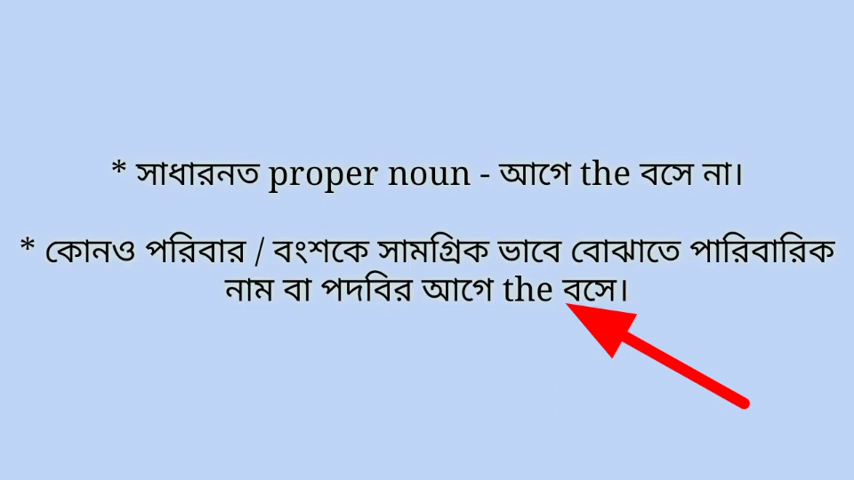 * সাধারনত proper noun - আগে the বসে না।
* কোনও পরিবার / বংশকে সামগ্রিক ভাবে বোঝাতে পারিবারিক
নাম বা পদবির আগে the বসে।